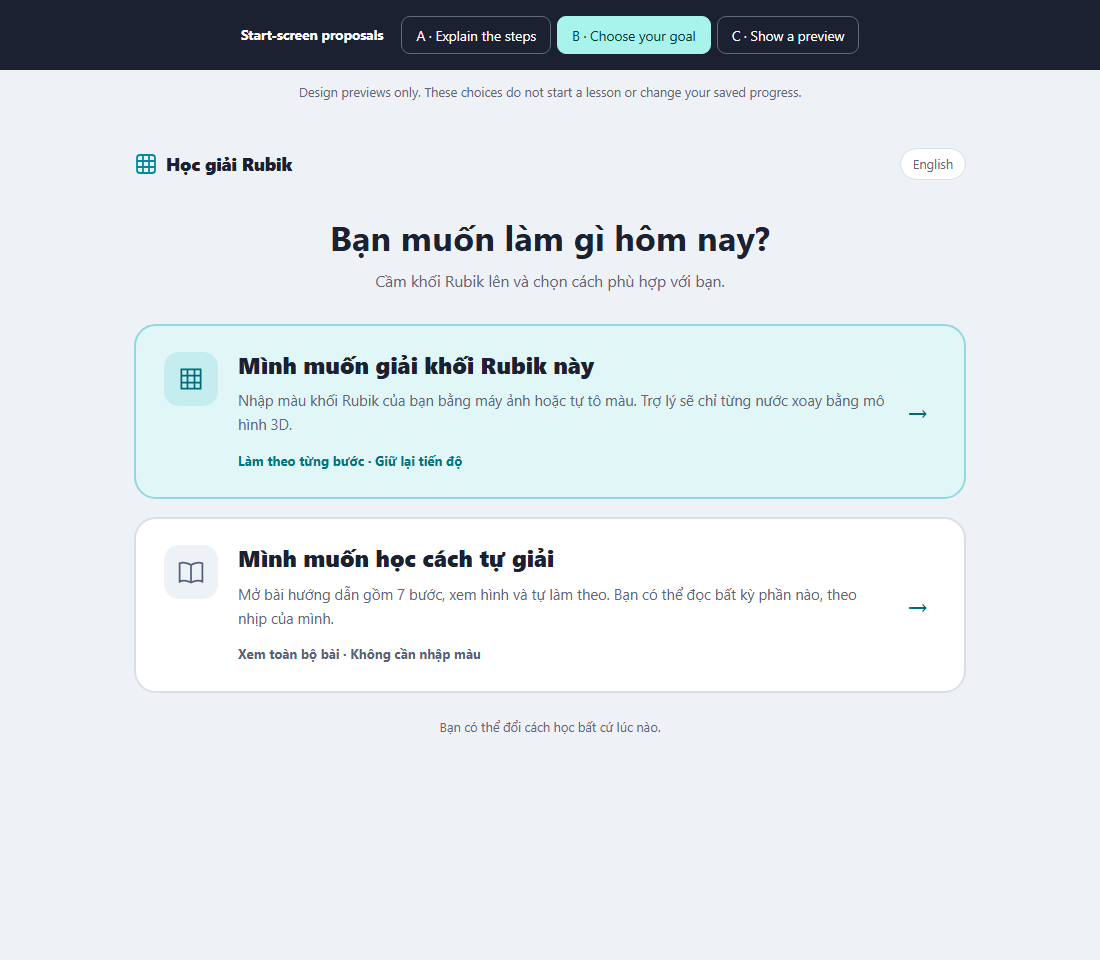 Start-screen proposals
A · Explain the steps
B · Choose your goal
C · Show a preview
Design previews only. These choices do not start a lesson or change your saved progress.
Học giải Rubik
English
Bạn muốn làm gì hôm nay?
Cầm khối Rubik lên và chọn cách phù hợp với bạn.
Mình muốn giải khối Rubik này
Nhập màu khối Rubik của bạn bằng máy ảnh hoặc tự tô màu. Trợ lý sẽ chỉ từng nước xoay bằng mô
hình 3D.
→
Làm theo từng bước · Giữ lại tiến độ
Mình muốn học cách tự giải
Mở bài hướng dẫn gồm 7 bước, xem hình và tự làm theo. Bạn có thể đọc bất kỳ phần nào, theo
nhịp của mình.
→
Xem toàn bộ bài · Không cần nhập màu
Bạn có thể đổi cách học bất cứ lúc nào.